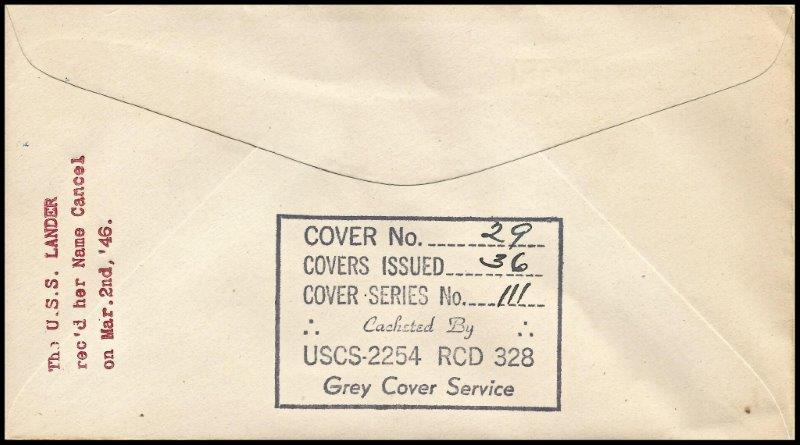 The U.S.S. LANDER
rec'd her Name Cancel
on Mar.2nd,'46.
COVER No. 29
COVERS ISSUED 36
COVER SERIES No. 111
Cacheted By
USCS-2254 RCD 328
Grey Cover Service